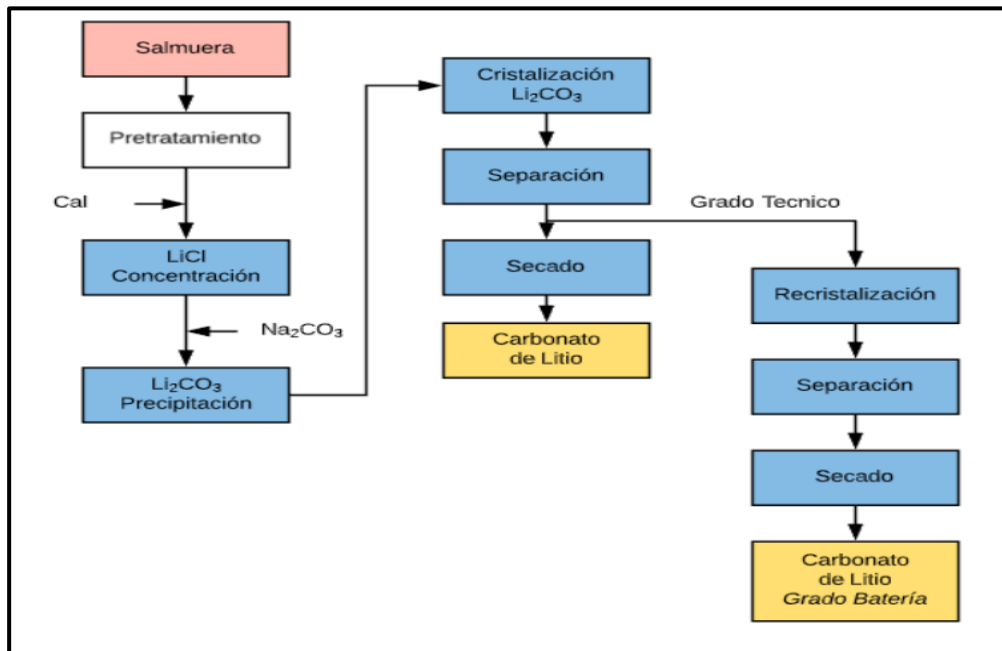 Salmuera
Pretratamiento
Cal
LiCl
Concentración
Na₂CO₃
Li₂CO₃
Precipitación
Cristalización
Li₂CO₃
Separación
Grado Tecnico
Secado
Carbonato
de Litio
Recristalización
Separación
Secado
Carbonato
de Litio
Grado Batería